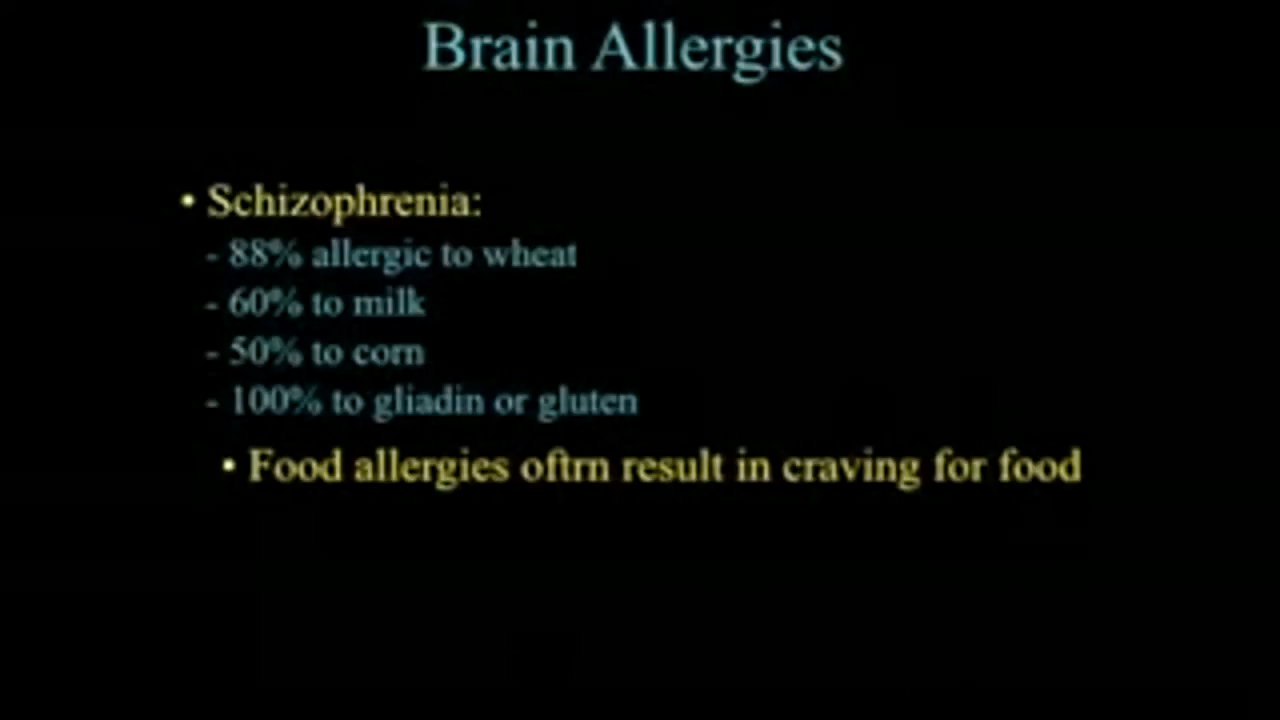 Brain Allergies
• Schizophrenia:
- 88% allergic to wheat
- 60% to milk
- 50% to corn
- 100% to gliadin or gluten
• Food allergies oftrn result in craving for food